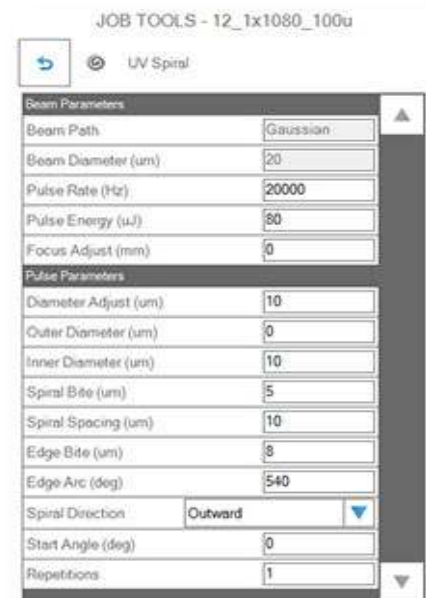 JOB TOOLS - 12_1x1080_100u
UV Spiral
Beam Parameters
Beam Path Gaussian
Beam Diameter (um) 20
Pulse Rate (Hz) 20000
Pulse Energy (uJ) 80
Focus Adjust (mm) 0
Pulse Parameters
Diameter Adjust (um) 10
Outer Diameter (um) 0
Inner Diameter (um) 10
Spiral Bite (um) 5
Spiral Spacing (um) 10
Edge Bite (um) 8
Edge Arc (deg) 540
Spiral Direction Outward
Start Angle (deg) 0
Repetitions 1